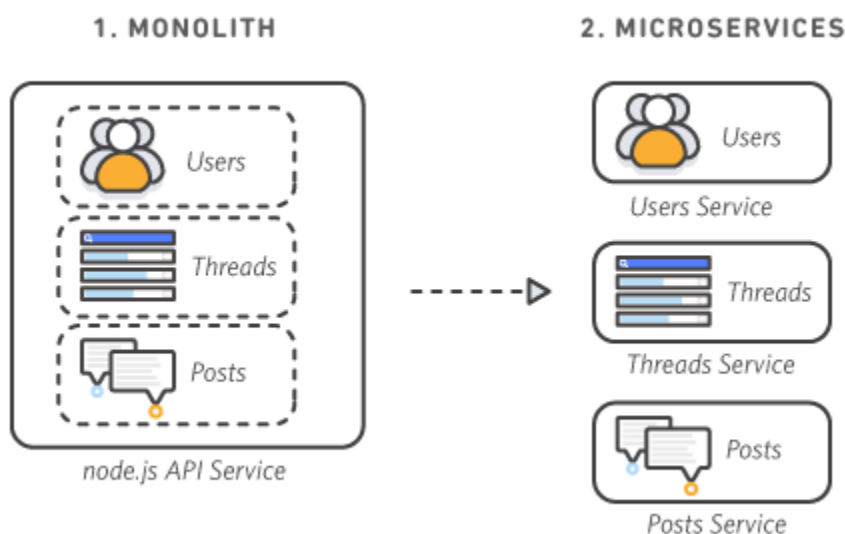 1. MONOLITH
Users
Threads
Posts
node.js API Service
2. MICROSERVICES
Users
Users Service
Threads
Threads Service
Posts
Posts Service